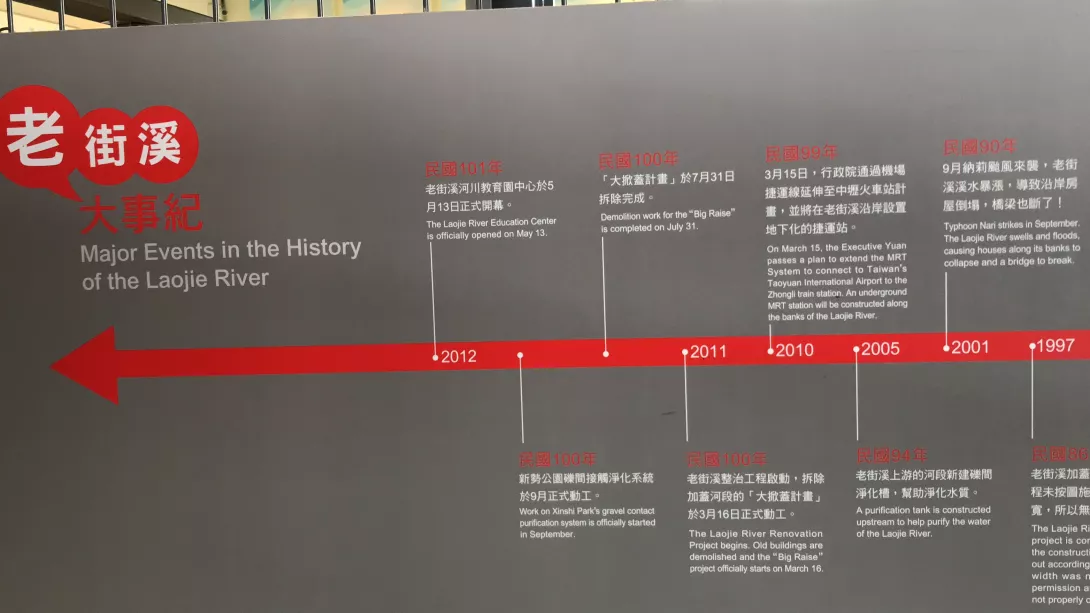 老街溪
大事紀
Major Events in the History
of the Laojie River
民國101年
老街溪河川教育園中心於5
月13日正式開幕。
The Laojie River Education Center
is officially opened on May 13.
民國100年
「大掀蓋計畫」於7月31日
拆除完成。
Demolition work for the "Big Raise"
is completed on July 31.
民國99年
3月15日，行政院通過機場
捷運線延伸至中壢火車站計
畫，並將在老街溪沿岸設置
地下化的捷運站。
On March 15, the Executive Yuan
passes a plan to extend the MRT
System to connect to Taiwan's
Taoyuan International Airport to the
Zhongli train station. An underground
MRT station will be constructed along
the banks of the Laojie River.
民國90年
9月納莉颱風來襲，老街
溪溪水暴漲，導致沿岸房
屋倒塌，橋梁也斷了！
Typhoon Nari strikes in September.
The Laojie River swells and floods,
causing houses along its banks to
collapse and a bridge to break.
2012
2011
2010
2005
2001
1997
民國100年
新勢公園礫間接觸淨化系統
於9月正式動工。
Work on Xinshi Park's gravel contact
purification system is officially started
in September.
民國100年
老街溪整治工程啟動，拆除
加蓋河段的「大掀蓋計畫」
於3月16日正式動工。
The Laojie River Renovation
Project begins. Old buildings are
demolished and the "Big Raise"
project officially starts on March 16.
民國94年
老街溪上游的河段新建礫間
淨化槽，幫助淨化水質。
A purification tank is constructed
upstream to help purify the water
of the Laojie River.
民國
老街溪加蓋
程未按圖施
寬，所以無
The Laojie Ri
project is con
the constructi
out according
width was n
permission a
not properly c